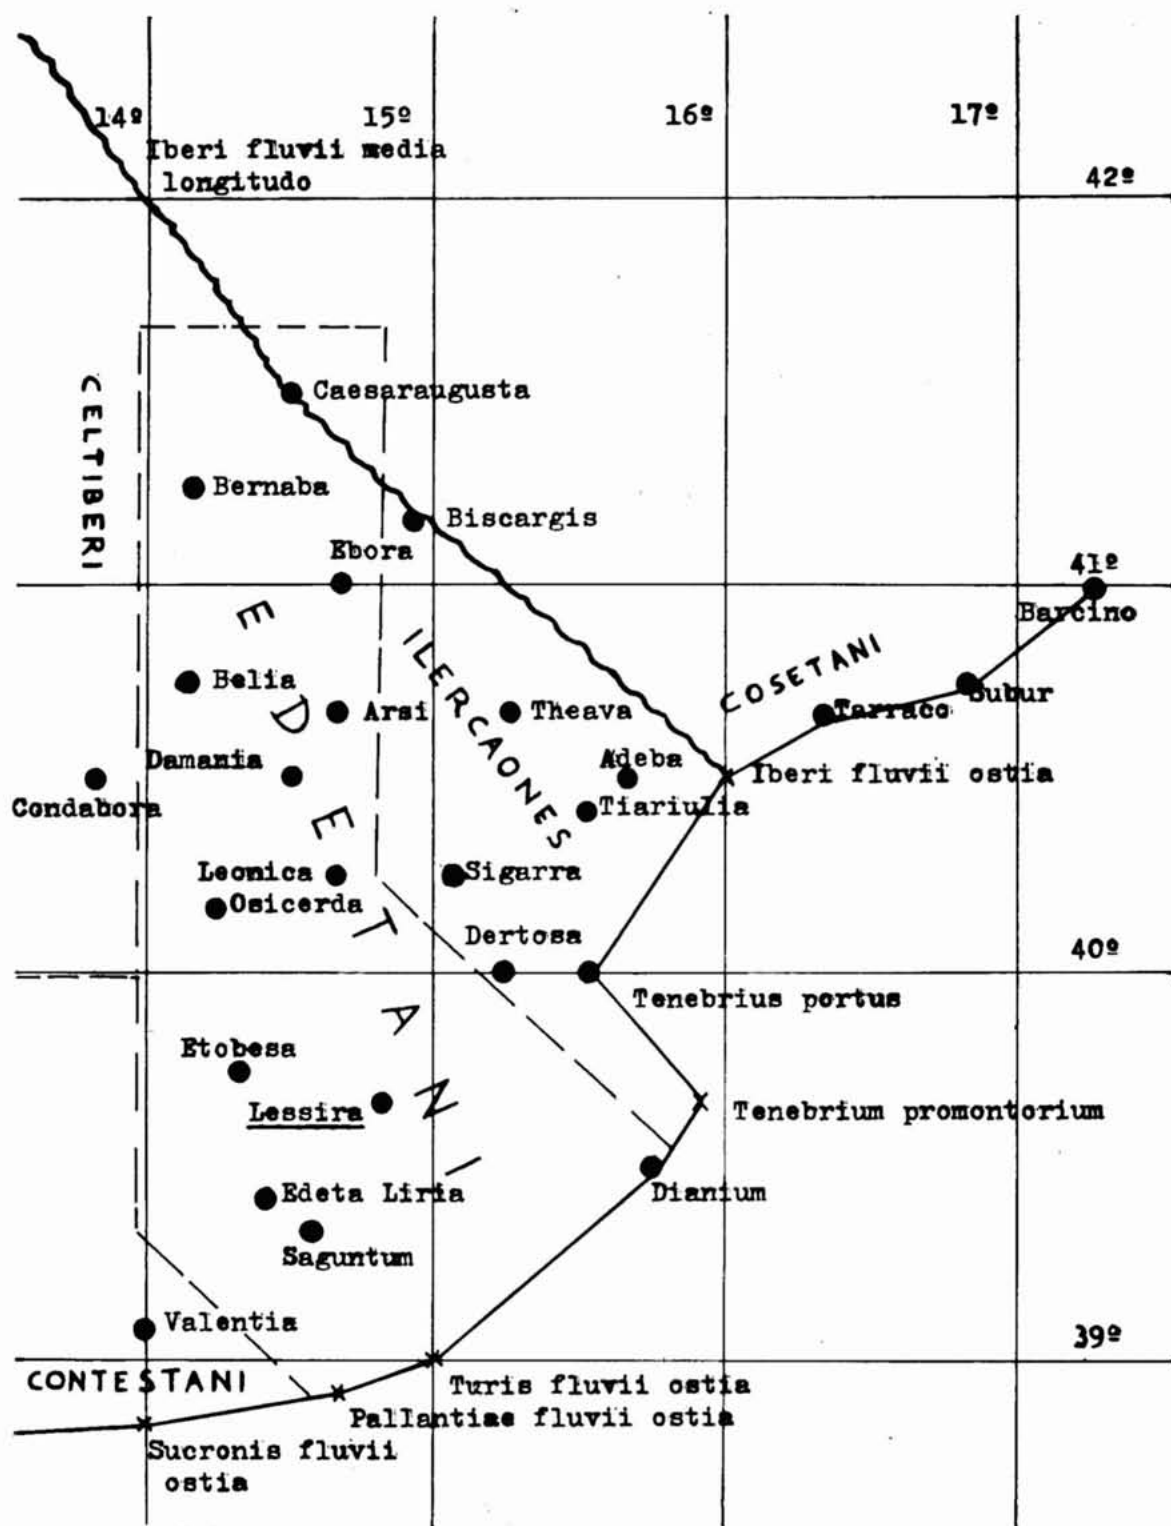 14º
15º
16º
17º
Iberi fluvii media
longitudo
42º
CELTIBERI
Caesaraugusta
Bernaba
Biscargis
Ebora
41º
Barcino
EDETANI
ILERCAONES
COSETANI
Belia
Arsi
Theava
Tarraco
Subur
Damania
Adeba
Iberi fluvii ostia
Condabora
Tiariulia
Leonica
Sigarra
Osicerda
Dertosa
40º
Tenebrius portus
Etobesa
Lessira
Tenebrium promontorium
Edeta Liria
Dianium
Saguntum
Valentia
39º
CONTESTANI
Turis fluvii ostia
Pallantiae fluvii ostia
Sucronis fluvii
ostia